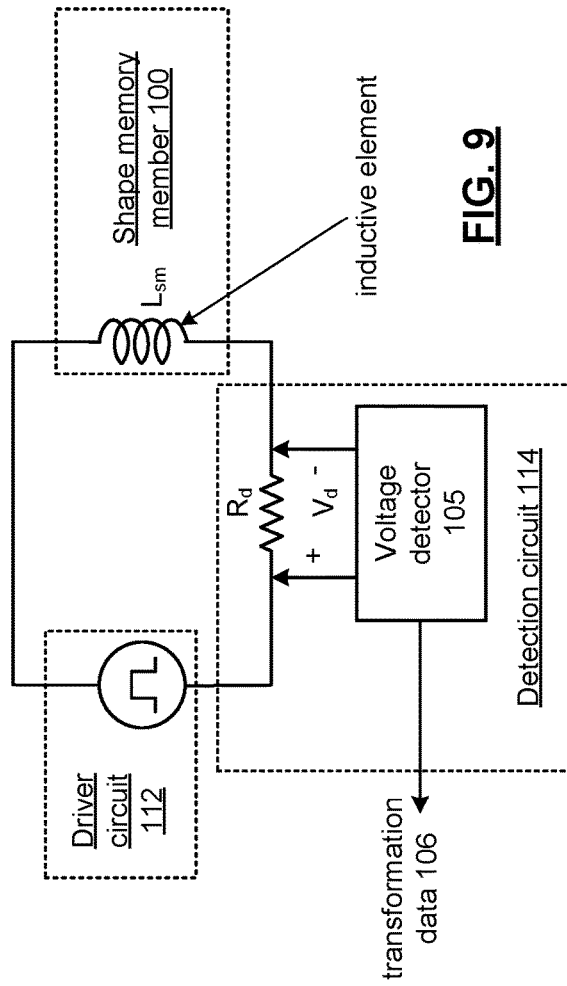 Driver
circuit
112
Shape memory
member 100
L_sm
inductive element
R_d
+ V_d -
Voltage
detector
105
Detection circuit 114
transformation
data 106
FIG. 9